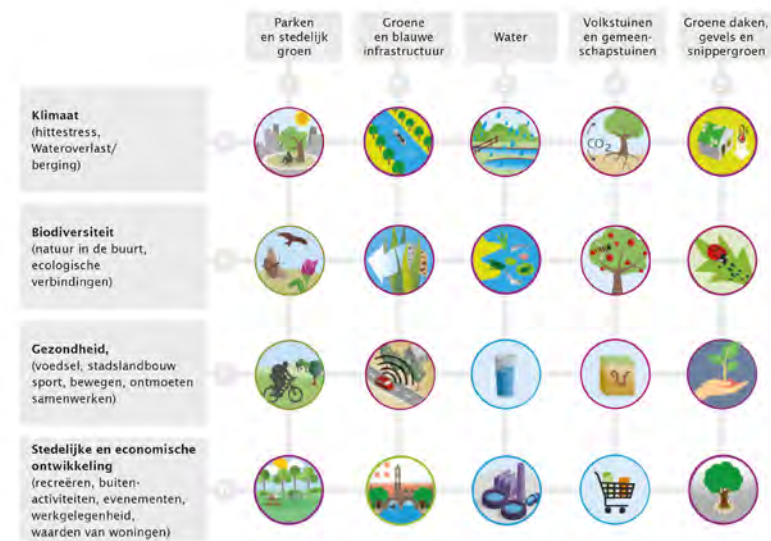 Parken
en stedelijk
groen
Groene
en blauwe
infrastructuur
Water
Volkstuinen
en gemeen-
schapstuinen
Groene daken,
gevels en
snippergroen
Klimaat
(hittestress,
Wateroverlast/
berging)
CO2
Biodiversiteit
(natuur in de buurt,
ecologische
verbindingen)
Gezondheid,
(voedsel, stadslandbouw
sport, bewegen, ontmoeten
samenwerken)
Stedelijke en economische
ontwikkeling
(recreëren, buiten-
activiteiten, evenementen,
werkgelegenheid,
waarden van woningen)